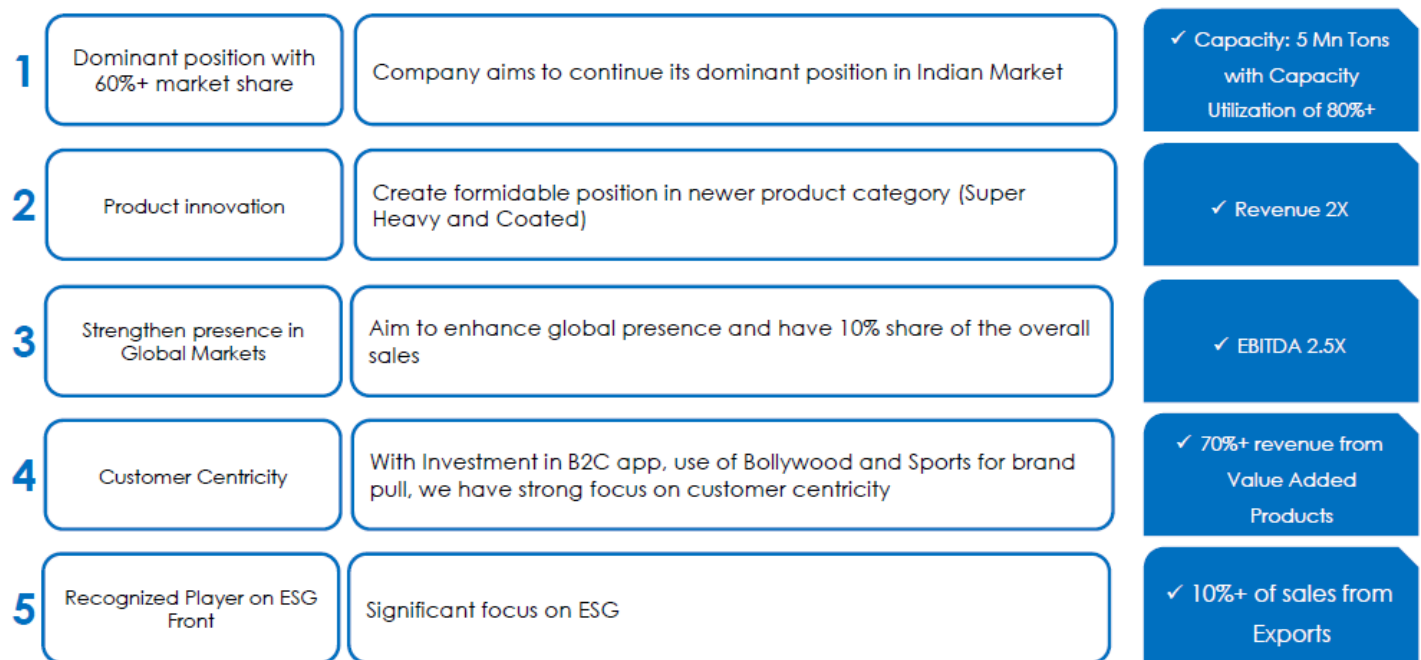 1
Dominant position with
60%+ market share
Company aims to continue its dominant position in Indian Market
✓ Capacity: 5 Mn Tons
with Capacity
Utilization of 80%+
2
Product innovation
Create formidable position in newer product category (Super
Heavy and Coated)
✓ Revenue 2X
3
Strengthen presence in
Global Markets
Aim to enhance global presence and have 10% share of the overall
sales
✓ EBITDA 2.5X
4
Customer Centricity
With Investment in B2C app, use of Bollywood and Sports for brand
pull, we have strong focus on customer centricity
✓ 70%+ revenue from
Value Added
Products
5
Recognized Player on ESG
Front
Significant focus on ESG
✓ 10%+ of sales from
Exports